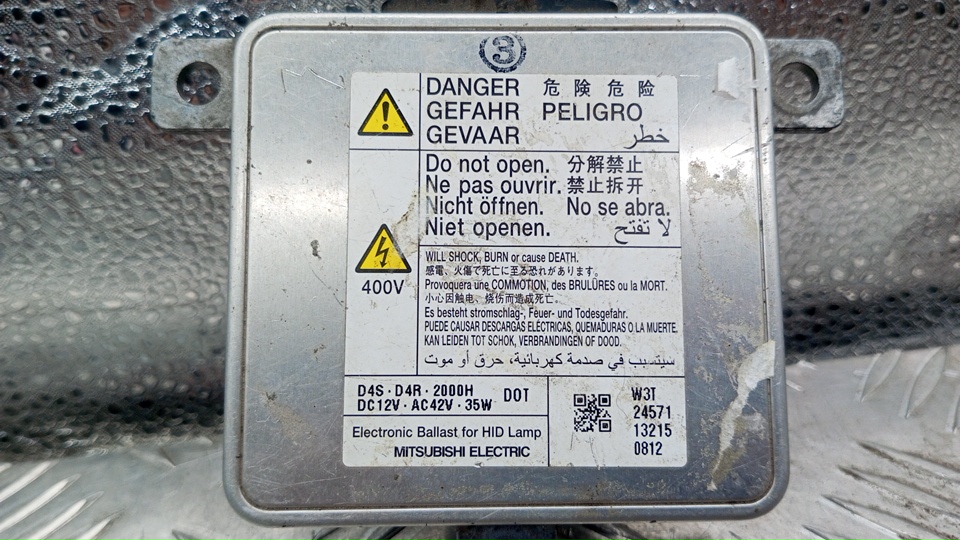 3
DANGER 危 険 危 险
GEFAHR PELIGRO
GEVAAR خطر
Do not open. 分解禁止
Ne pas ouvrir. 禁止拆开
Nicht öffnen. No se abra.
Niet openen. لا تفتح
400V
WILL SHOCK, BURN or cause DEATH.
感電、火傷で死亡に至る恐れがあります。
Provoquera une COMMOTION, des BRULÛRES ou la MORT.
小心因触电、烧伤而造成死亡。
Es besteht stromschlag-, Feuer- und Todesgefahr.
PUEDE CAUSAR DESCARGAS ELÉCTRICAS, QUEMADURAS O LA MUERTE.
KAN LEIDEN TOT SCHOK, VERBRANDINGEN OF DOOD.
سيتسبب في صدمة كهربائية، حرق أو موت
D4S · D4R · 2000H DOT
DC12V · AC42V · 35W
Electronic Ballast for HID Lamp
MITSUBISHI ELECTRIC
W3T
24571
13215
0812